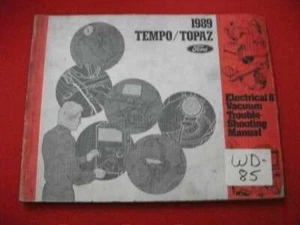 1989
TEMPO/TOPAZ
Ford
Electrical &
Vacuum
Trouble-
Shooting
Manual
WD-
85